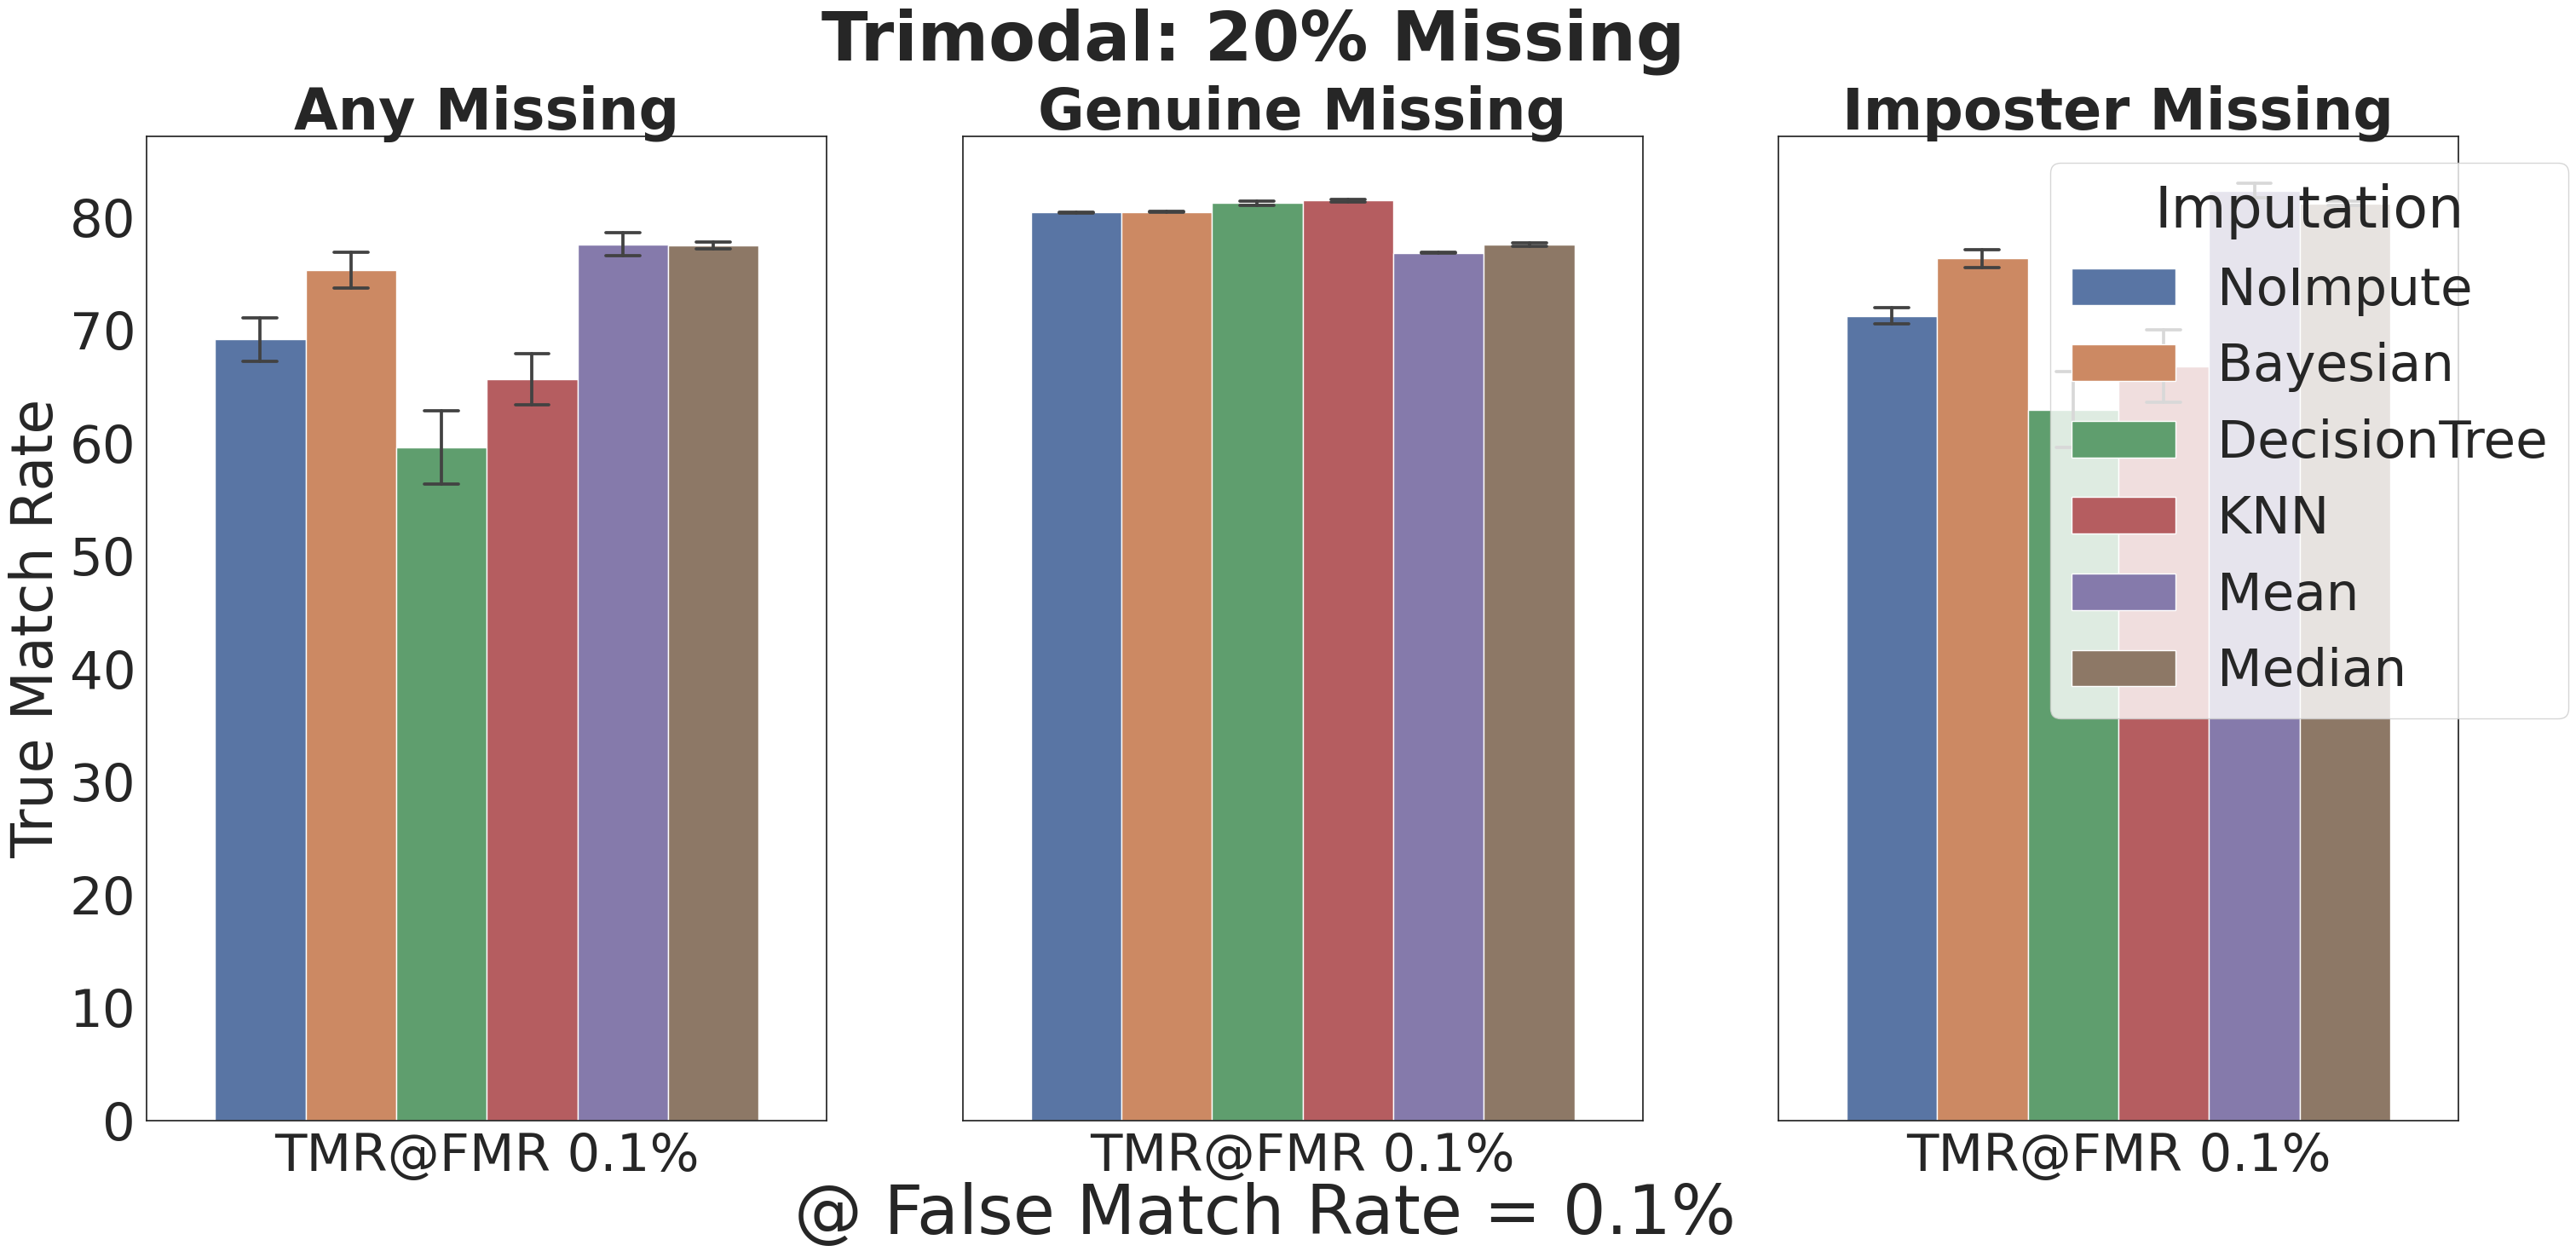 Trimodal: 20% Missing
Any Missing
Genuine Missing
Imposter Missing
True Match Rate
80
70
60
50
40
30
20
10
0
Imputation
NoImpute
Bayesian
DecisionTree
KNN
Mean
Median
TMR@FMR 0.1%
TMR@FMR 0.1%
TMR@FMR 0.1%
@ False Match Rate = 0.1%